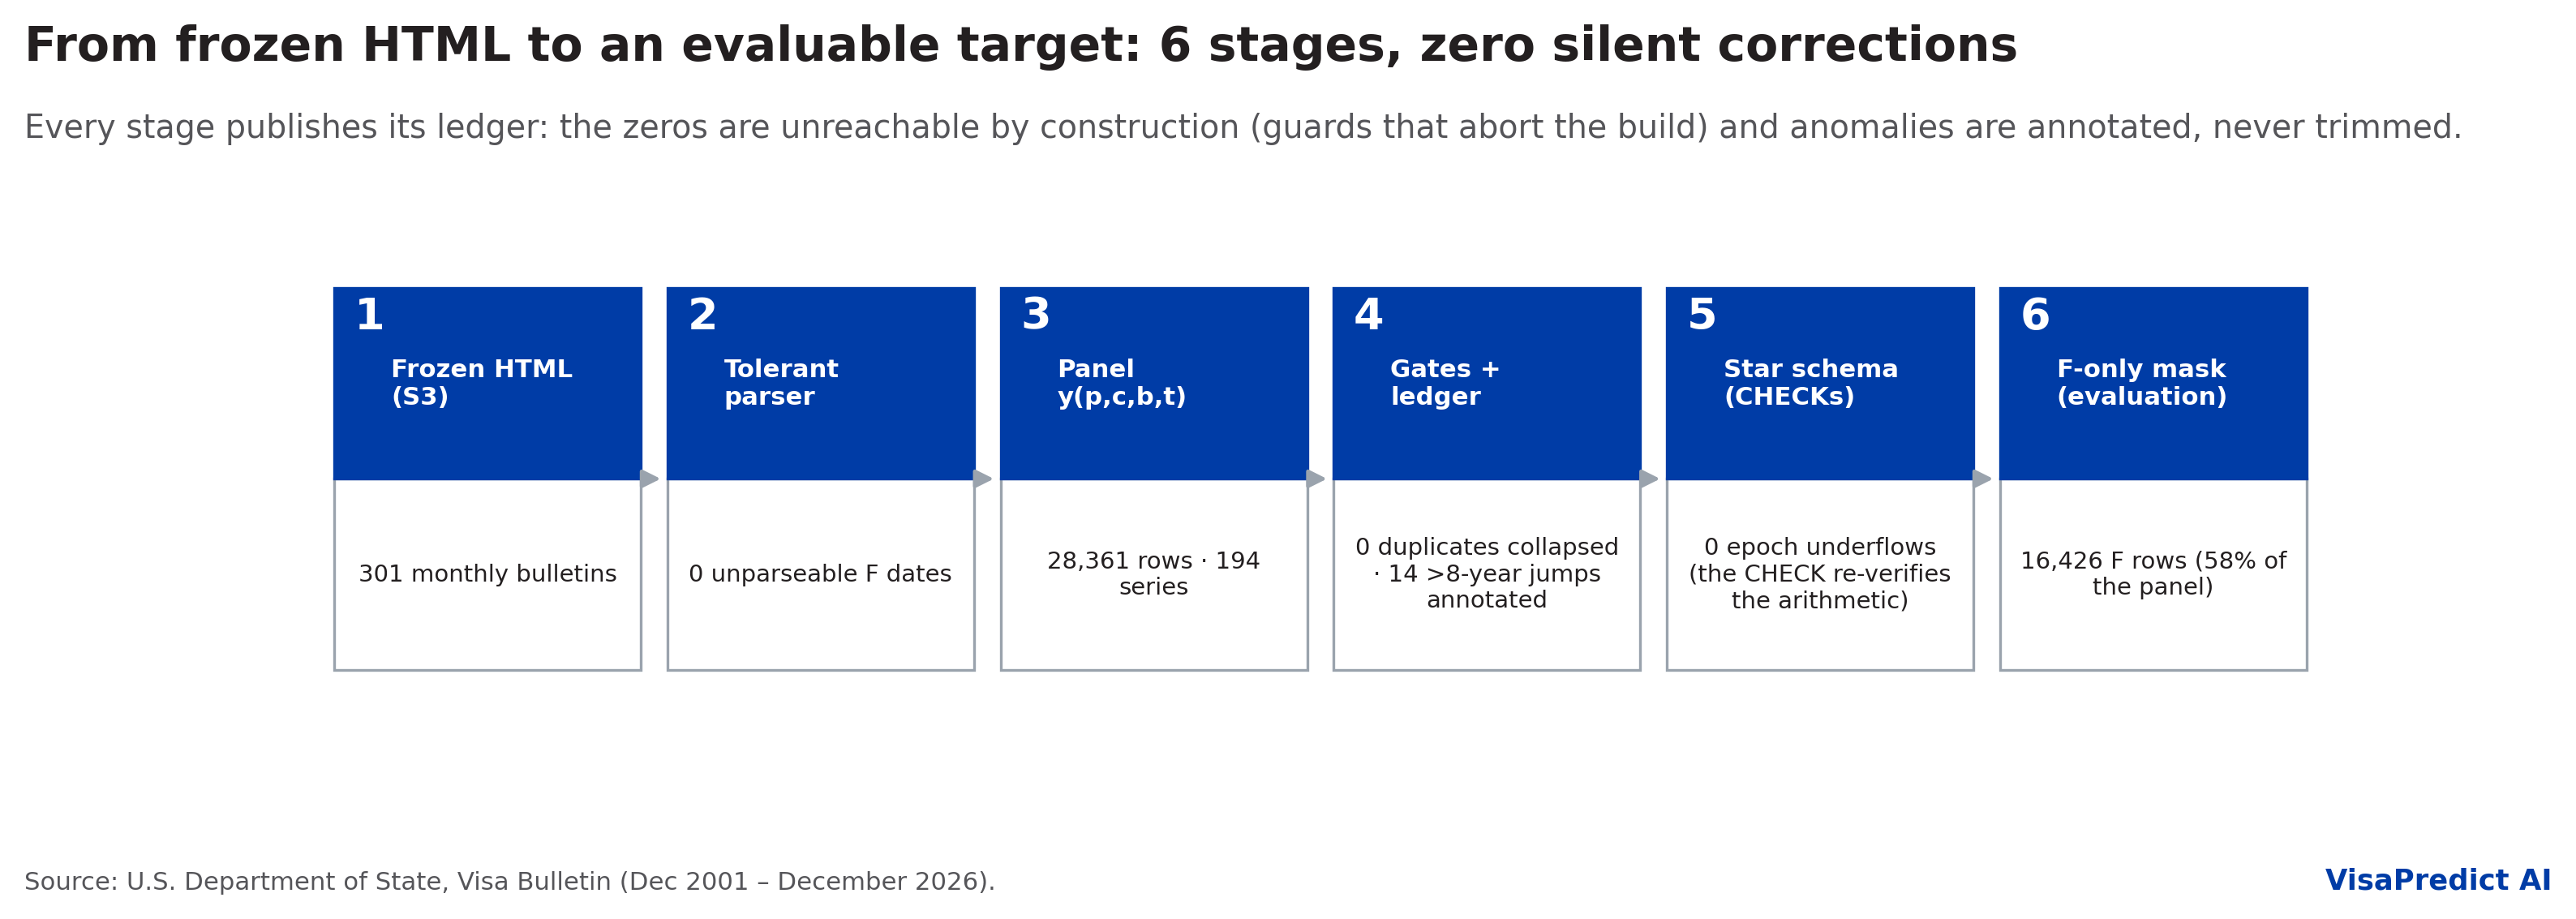 From frozen HTML to an evaluable target: 6 stages, zero silent corrections
Every stage publishes its ledger: the zeros are unreachable by construction (guards that abort the build) and anomalies are annotated, never trimmed.
1
Frozen HTML
(S3)
301 monthly bulletins
2
Tolerant
parser
0 unparseable F dates
3
Panel
y(p,c,b,t)
28,361 rows · 194
series
4
Gates +
ledger
0 duplicates collapsed
· 14 >8-year jumps
annotated
5
Star schema
(CHECKs)
0 epoch underflows
(the CHECK re-verifies
the arithmetic)
6
F-only mask
(evaluation)
16,426 F rows (58% of
the panel)
Source: U.S. Department of State, Visa Bulletin (Dec 2001 – December 2026).
VisaPredict AI